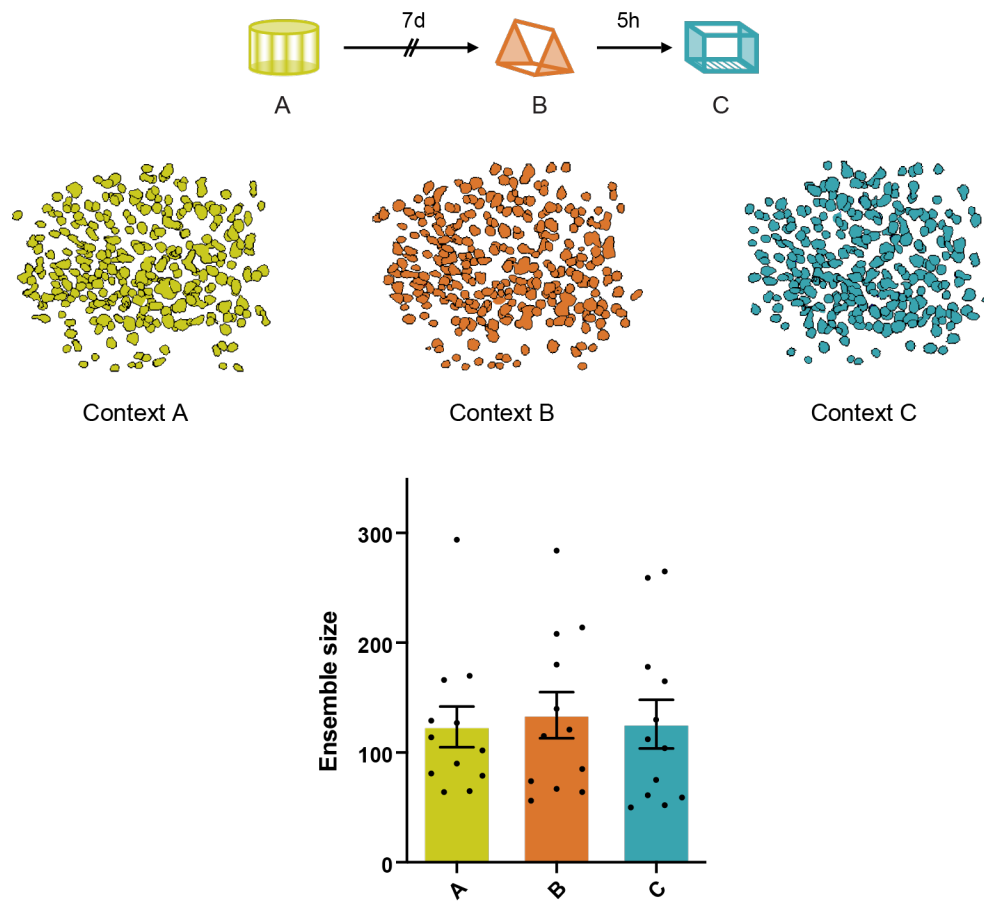 7d
5h
A
B
C
Context A
Context B
Context C
Ensemble size
300
200
100
0
A
B
C